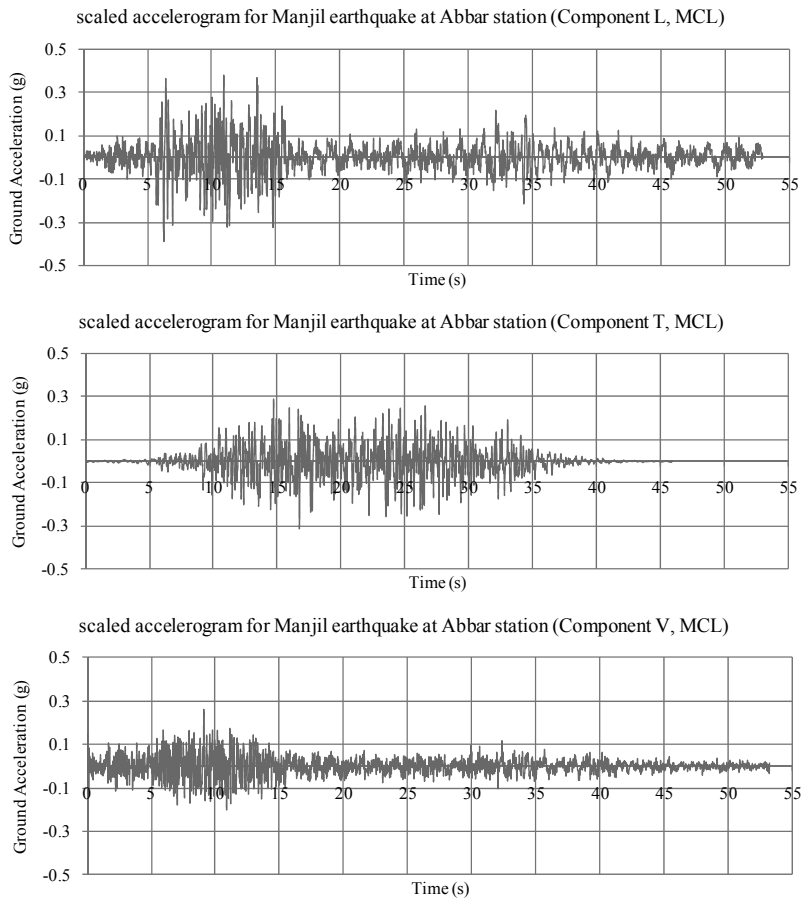 scaled accelerogram for Manjil earthquake at Abbar station (Component L, MCL)
Ground Acceleration (g)
0.5
0.3
0.1
-0.1
-0.3
-0.5
0 5 10 15 20 25 30 35 40 45 50 55
Time (s)
scaled accelerogram for Manjil earthquake at Abbar station (Component T, MCL)
Ground Acceleration (g)
0.5
0.3
0.1
-0.1
-0.3
-0.5
0 5 10 15 20 25 30 35 40 45 50 55
Time (s)
scaled accelerogram for Manjil earthquake at Abbar station (Component V, MCL)
Ground Acceleration (g)
0.5
0.3
0.1
-0.1
-0.3
-0.5
0 5 10 15 20 25 30 35 40 45 50 55
Time (s)